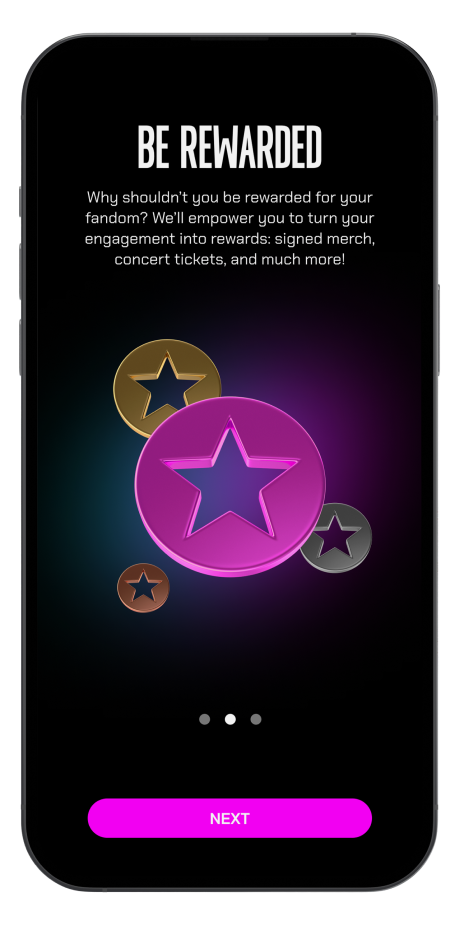 BE REWARDED
Why shouldn't you be rewarded for your
fandom? We'll empower you to turn your
engagement into rewards: signed merch,
concert tickets, and much more!
NEXT